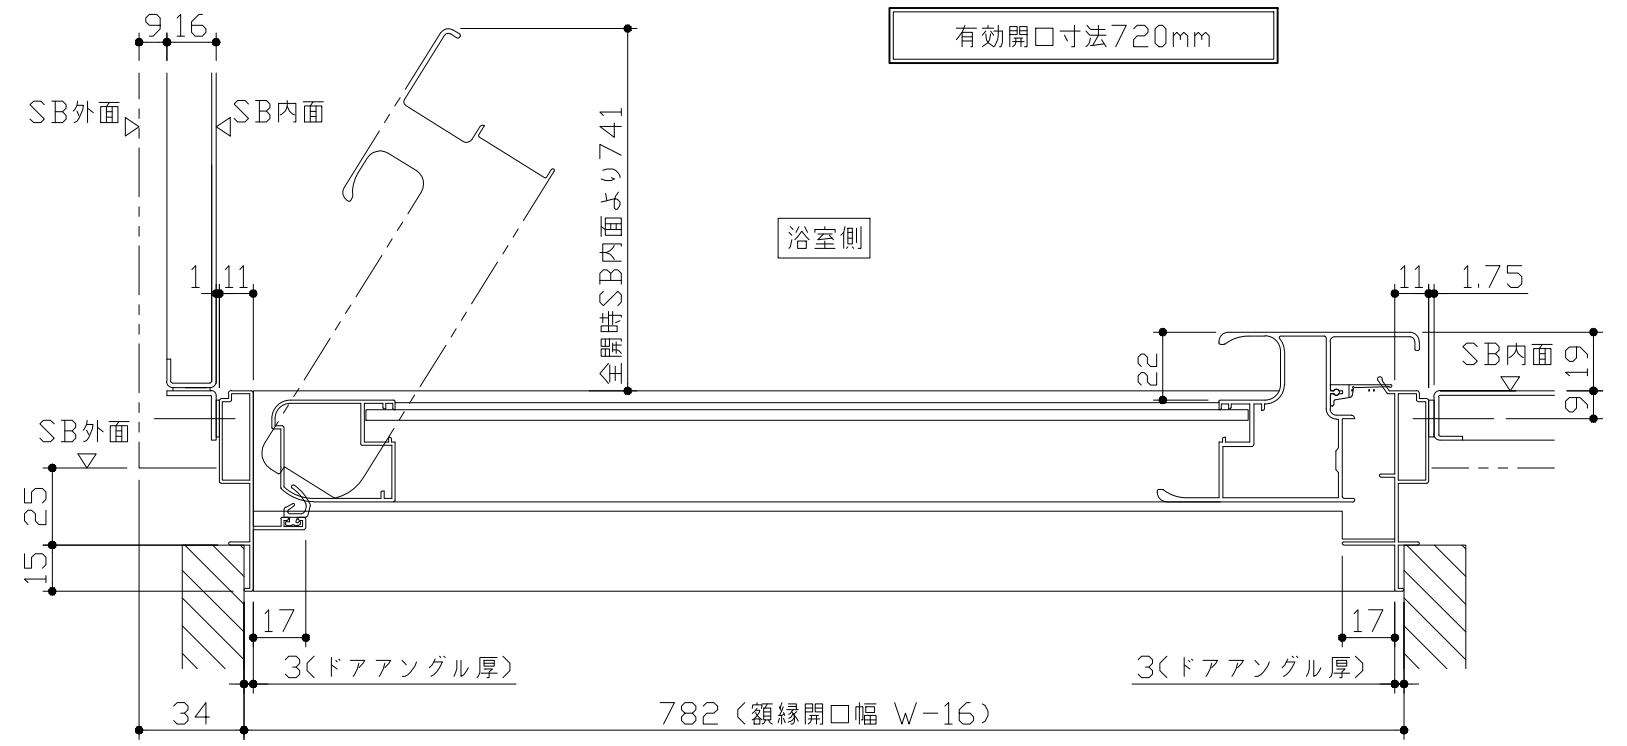 9
16
有効開口寸法720mm
SB外面
SB内面
全開時SB内面より741
浴室側
1
11
11
1.75
22
SB内面
19
9
SB外面
25
15
17
17
3(ドアアングル厚)
3(ドアアングル厚)
34
782 (額縁開口幅 W-16)